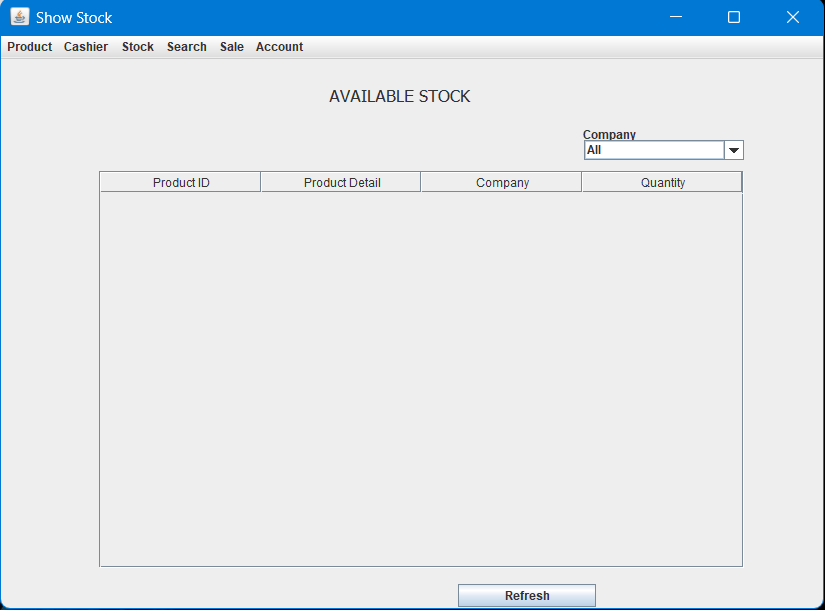 Show Stock
Product Cashier Stock Search Sale Account
AVAILABLE STOCK
Company
All
Product ID Product Detail Company Quantity
Refresh